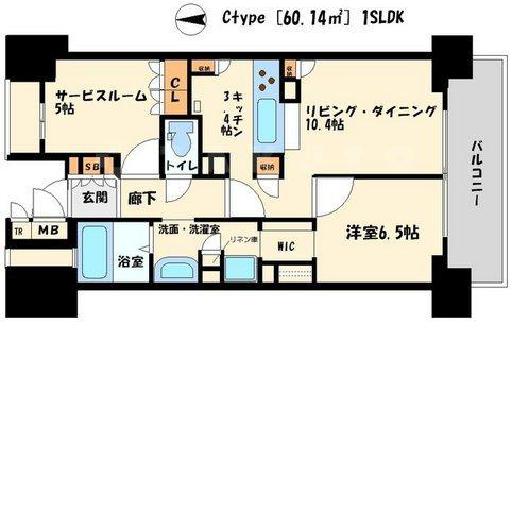 Ctype [60.14㎡] 1SLDK
サービスルーム
5帖
CL
収納
キッチン
3.4帖
収納
リビング・ダイニング
10.4帖
バルコニー
トイレ
SB
収納
玄関
廊下
TR
MB
浴室
洗面・洗濯室
リネン庫
WIC
洋室6.5帖